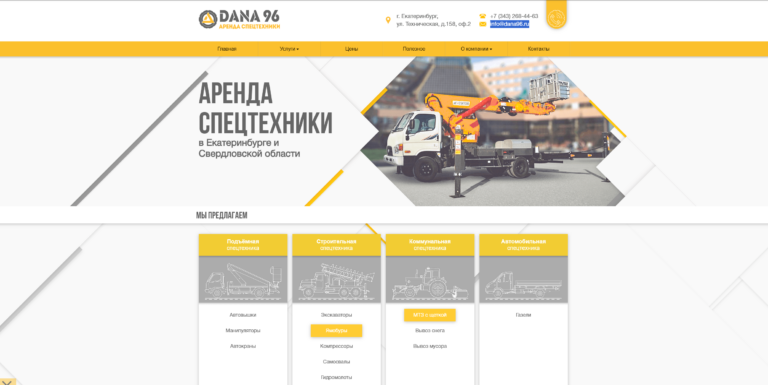 DANA 96
АРЕНДА СПЕЦТЕХНИКИ
г. Екатеринбург,
ул. Техническая, д.158, оф.2
+7 (343) 268-44-63
info@dana96.ru
Главная
Услуги
Цены
Полезное
О компании
Контакты
АРЕНДА
СПЕЦТЕХНИКИ
в Екатеринбурге и
Свердловской области
МЫ ПРЕДЛАГАЕМ
Подъёмная
спецтехника
Строительная
спецтехника
Коммунальная
спецтехника
Автомобильная
спецтехника
Автовышки
Манипуляторы
Автокраны
Экскаваторы
Ямобуры
Компрессоры
Самосвалы
Гидромолоты
МТЗ с щеткой
Вывоз снега
Вывоз мусора
Газели